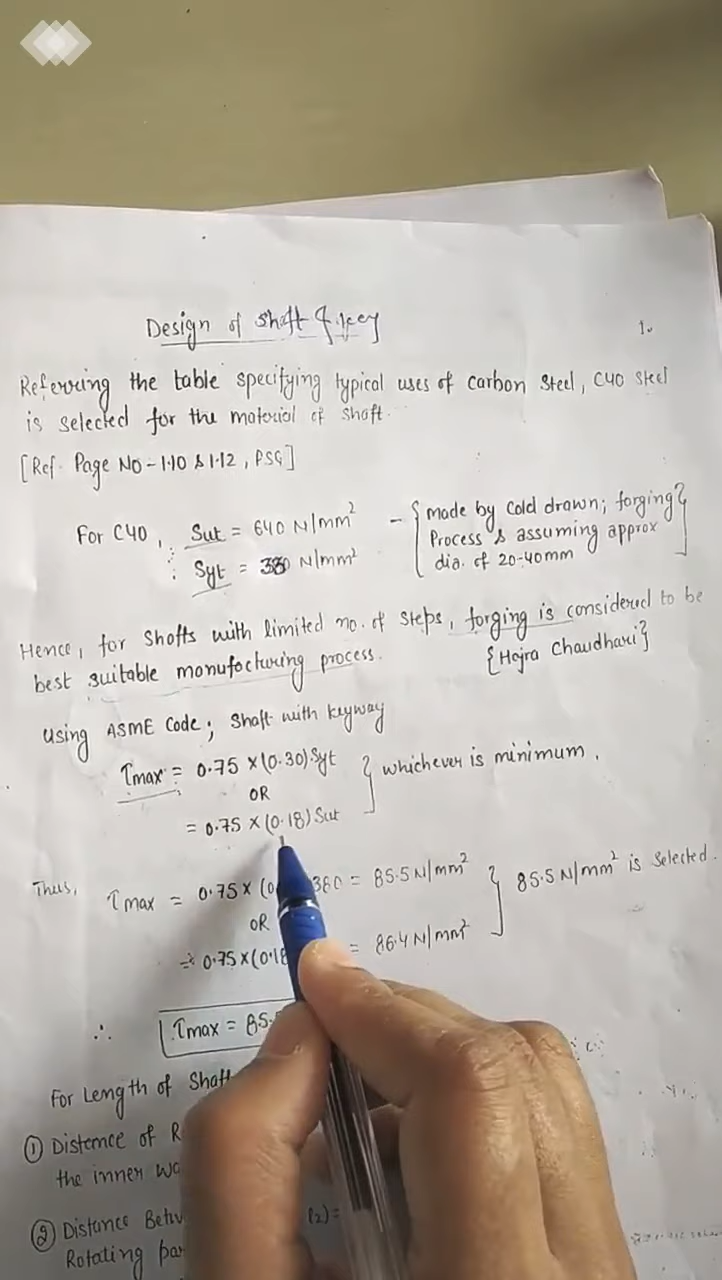 Design of shaft & key
1.
Referring the table specifying typical uses of carbon steel, C40 steel
is selected for the material of shaft.
[Ref. Page No - 1.10 & 1.12, PSG]
For C40, Sut = 640 N/mm²
Syt = 380 N/mm²
- {made by cold drawn; forging}
Process & assuming approx
dia. of 20-40mm
Hence, for shafts with limited no. of steps, forging is considered to be
best suitable manufacturing process.
{Hajra Chaudhari}
Using ASME Code; Shaft with keyway
τmax = 0.75 × (0.30) Syt
OR
= 0.75 × (0.18) Sut
} whichever is minimum.
Thus, τmax = 0.75 × (0 380 = 85.5 N/mm²
OR
= 0.75 × (0.18 = 86.4 N/mm²
} 85.5 N/mm² is selected.
∴ τmax = 85.
For Length of Shaft
① Distance of R
the inner wa
② Distance Betw l2) =
Rotating par